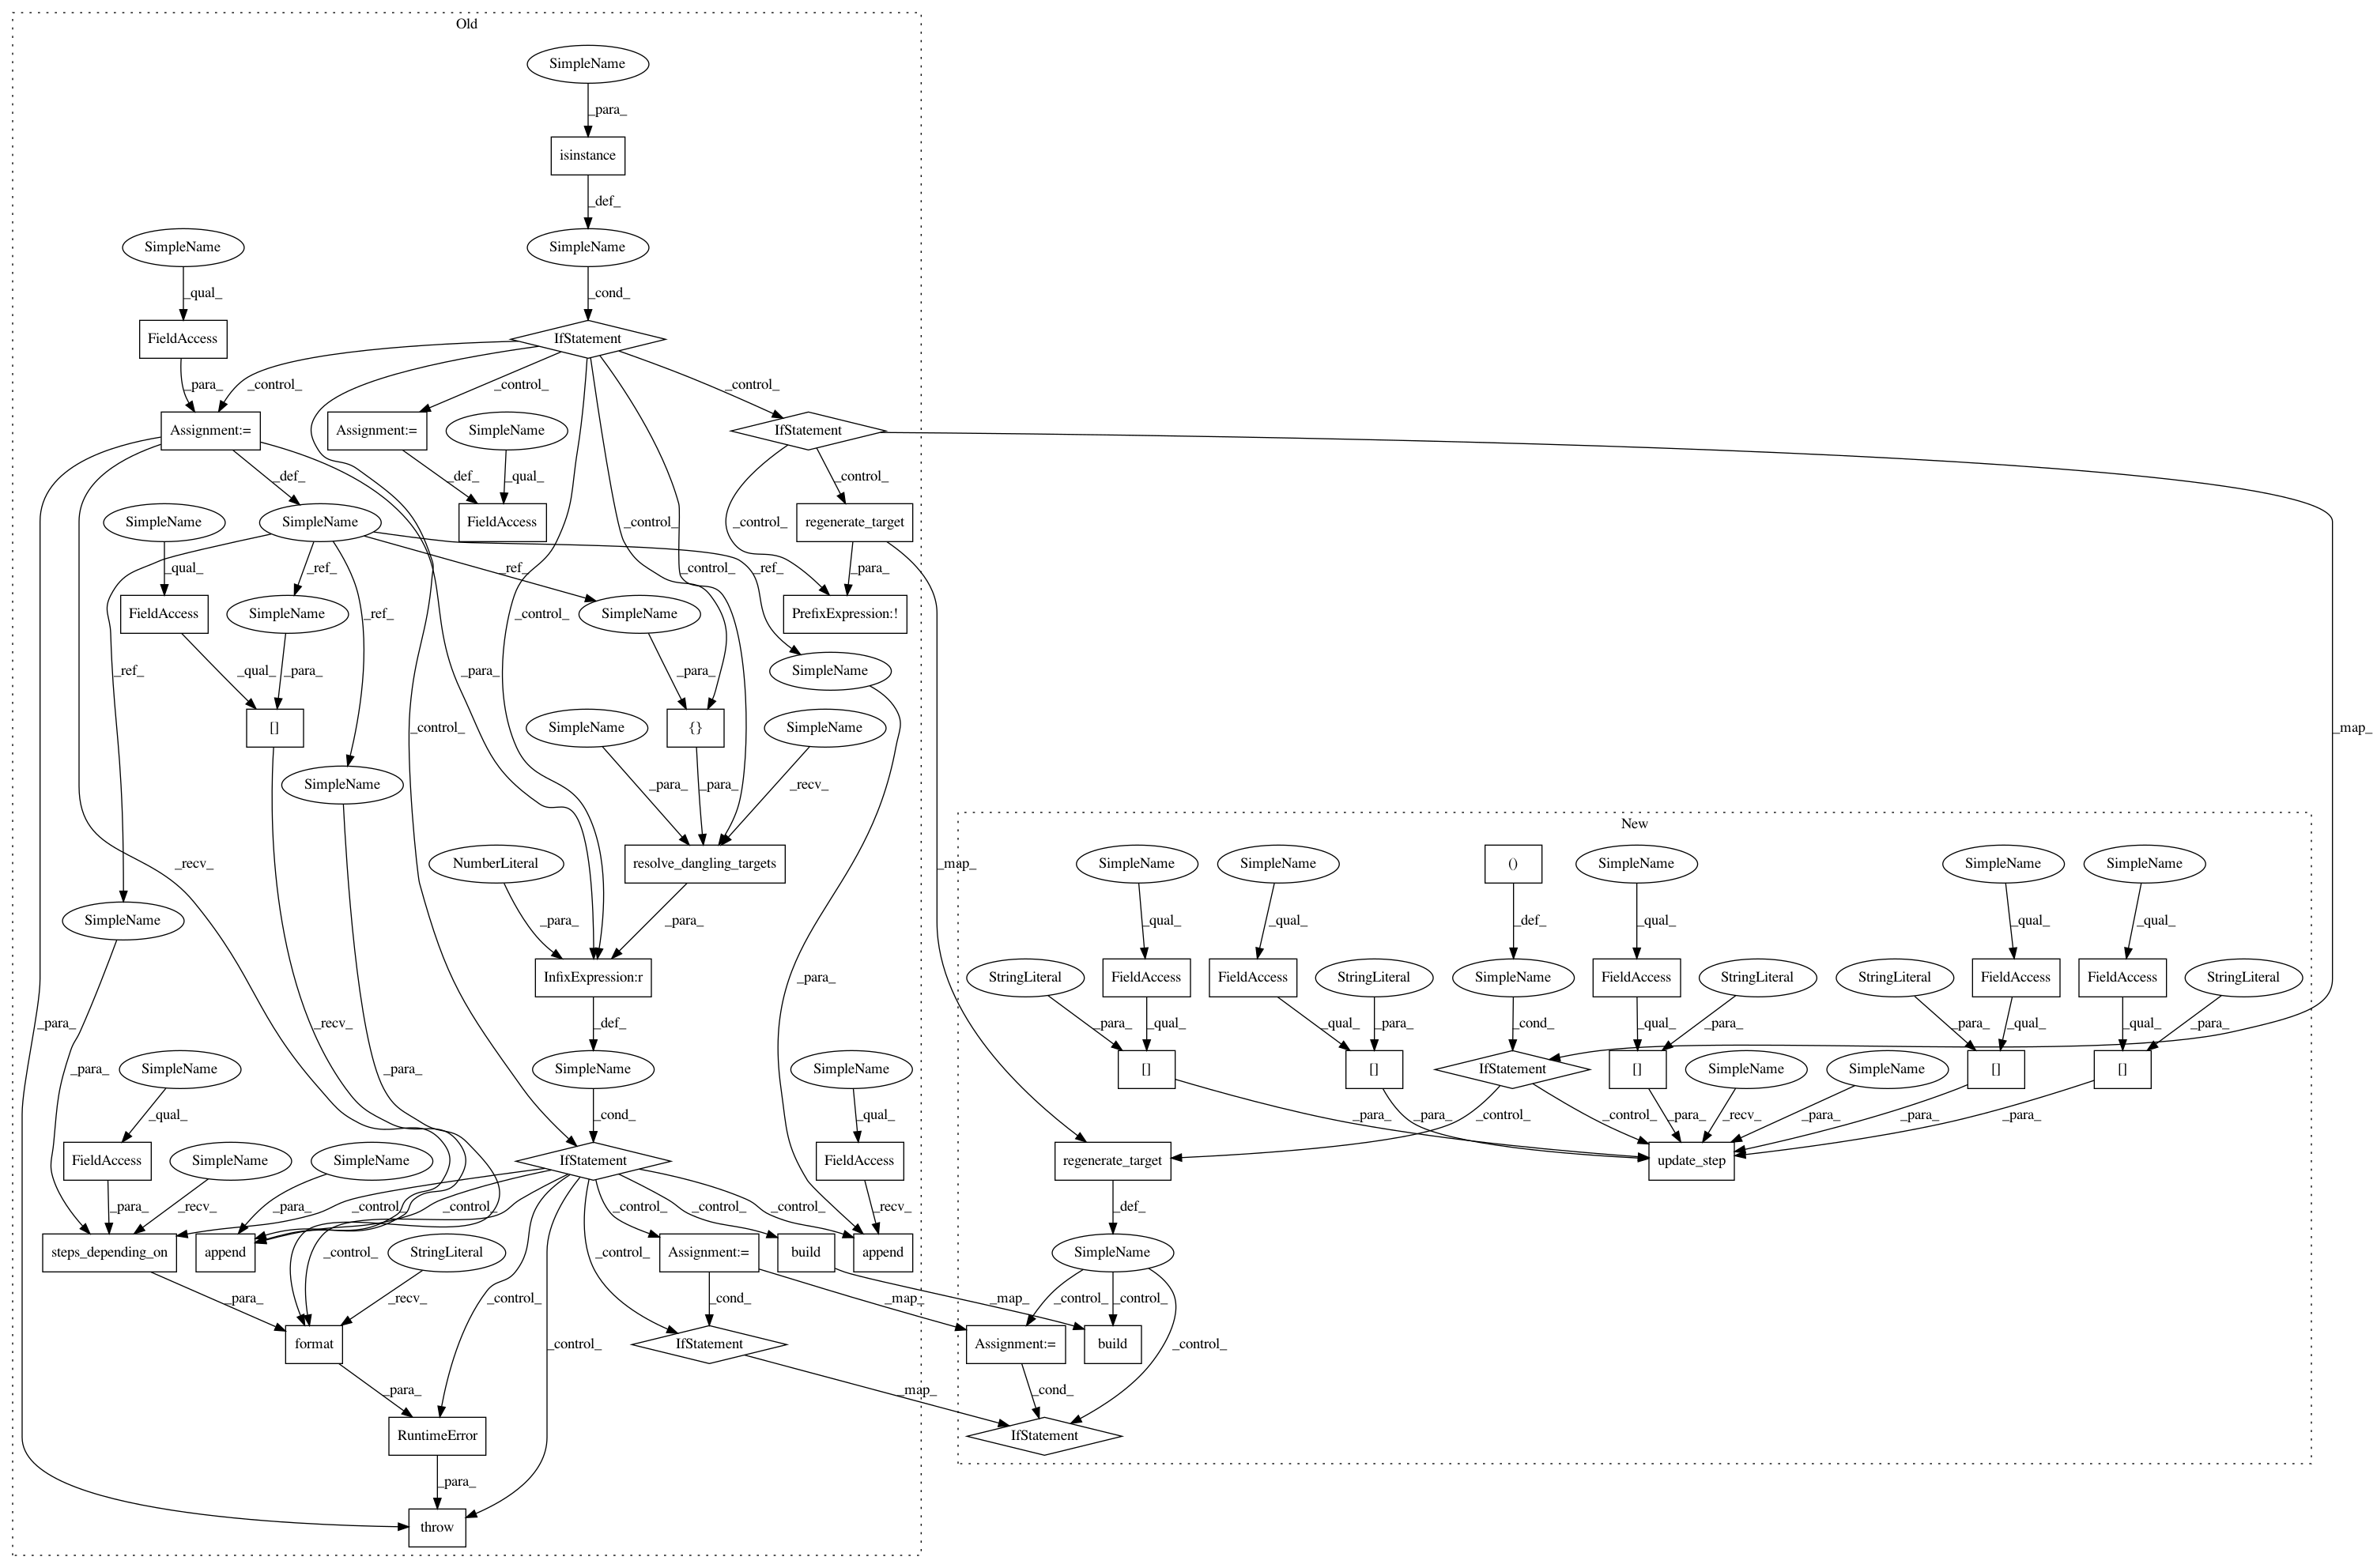 Old
SimpleName
_para_
isinstance
_def_
SimpleName
SimpleName
_qual_
_cond_
FieldAccess
IfStatement
_para_
_control_
_control_
_control_
Assignment:=
Assignment:=
SimpleName
IfStatement
_def_
_def_
_qual_
_control_
SimpleName
SimpleName
FieldAccess
_control_
_control_
regenerate_target
_qual_
_ref_
_ref_
_control_
_ref_
_para_
FieldAccess
SimpleName
_ref_
_control_
SimpleName
PrefixExpression:!
_ref_
_qual_
_para_
_para_
_para_
SimpleName
[]
_control_
SimpleName
{}
SimpleName
_map_
SimpleName
_para_
_para_
_recv_
New
_recv_
NumberLiteral
resolve_dangling_targets
_map_
SimpleName
SimpleName
()
SimpleName
SimpleName
SimpleName
SimpleName
_para_
_para_
_qual_
_qual_
_def_
_qual_
_qual_
_qual_
InfixExpression:r
_para_
StringLiteral
FieldAccess
FieldAccess
StringLiteral
SimpleName
FieldAccess
StringLiteral
StringLiteral
FieldAccess
FieldAccess
StringLiteral
_para_
_recv_
_def_
_para_
_qual_
_qual_
_para_
_cond_
_qual_
_para_
_para_
_qual_
_qual_
_para_
_para_
SimpleName
_para_
SimpleName
SimpleName
[]
[]
IfStatement
[]
SimpleName
SimpleName
[]
[]
_qual_
_cond_
_qual_
_para_
_para_
_control_
_control_
_para_
_recv_
_para_
_para_
_para_
FieldAccess
SimpleName
SimpleName
IfStatement
FieldAccess
regenerate_target
update_step
_para_
_recv_
_para_
_control_
_control_
_control_
_control_
_control_
_recv_
_def_
steps_depending_on
append
StringLiteral
Assignment:=
build
append
SimpleName
_control_
_control_
_para_
_recv_
_control_
_cond_
_map_
_map_
_control_
_control_
format
_control_
IfStatement
Assignment:=
build
_control_
_para_
_map_
_cond_
RuntimeError
IfStatement
_para_
throw